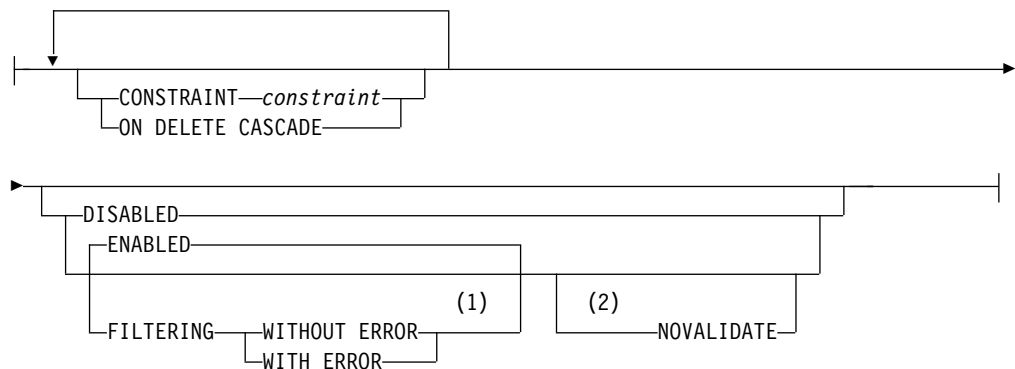 CONSTRAINT constraint
ON DELETE CASCADE
DISABLED
ENABLED
(1) (2)
FILTERING WITHOUT ERROR NOVALIDATE
WITH ERROR